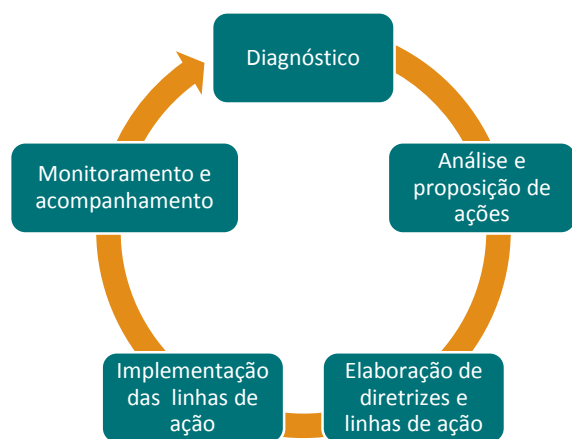 Diagnóstico
Análise e
proposição de
ações
Elaboração de
diretrizes e
linhas de ação
Implementação
das linhas de
ação
Monitoramento e
acompanhamento